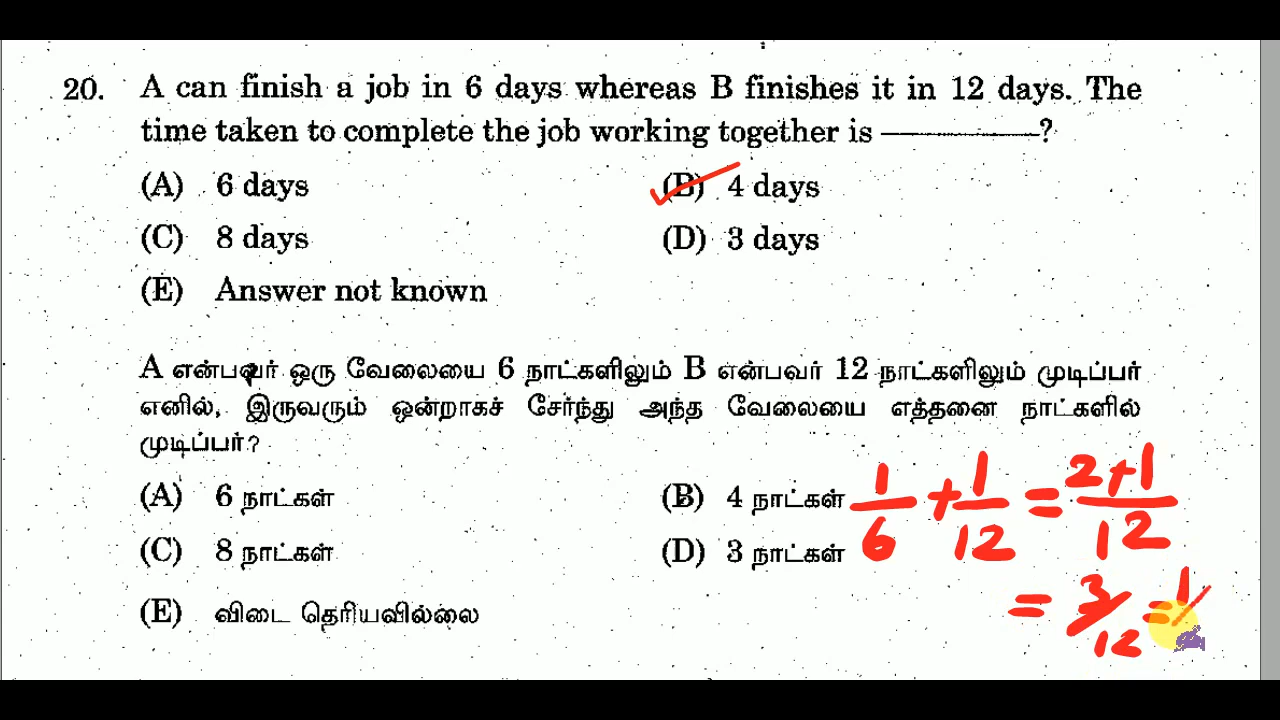 20. A can finish a job in 6 days whereas B finishes it in 12 days. The
time taken to complete the job working together is ————?
(A) 6 days (B) 4 days
(C) 8 days (D) 3 days
(E) Answer not known
A என்பவர் ஒரு வேலையை 6 நாட்களிலும் B என்பவர் 12 நாட்களிலும் முடிப்பர்
எனில், இருவரும் ஒன்றாகச் சேர்ந்து அந்த வேலையை எத்தனை நாட்களில்
முடிப்பர்?
(A) 6 நாட்கள் (B) 4 நாட்கள்
(C) 8 நாட்கள் (D) 3 நாட்கள்
(E) விடை தெரியவில்லை
1/6 + 1/12 = 2+1/12
= 3/12 = 1/